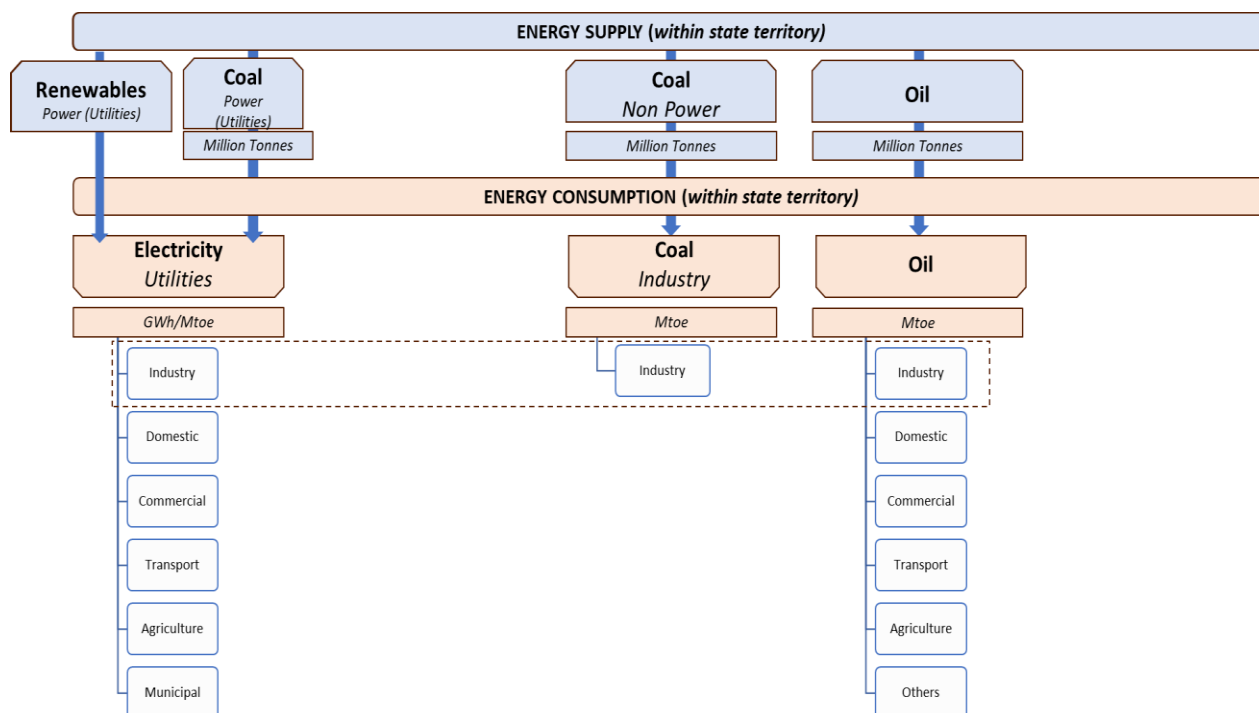 ENERGY SUPPLY (within state territory)
Renewables
Power (Utilities)
Coal
Power
(Utilities)
Million Tonnes
Coal
Non Power
Million Tonnes
Oil
Million Tonnes
ENERGY CONSUMPTION (within state territory)
Electricity
Utilities
GWh/Mtoe
Industry
Domestic
Commercial
Transport
Agriculture
Municipal
Coal
Industry
Mtoe
Industry
Oil
Mtoe
Industry
Domestic
Commercial
Transport
Agriculture
Others